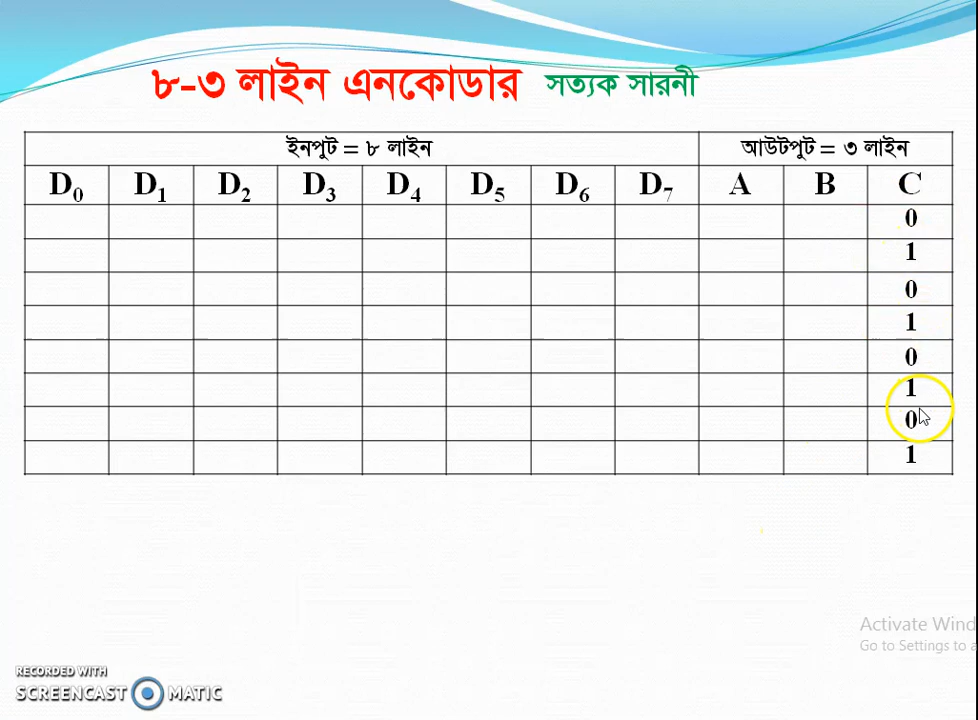 ৮-৩ লাইন এনকোডার সত্যক সারনী
ইনপুট = ৮ লাইন আউটপুট = ৩ লাইন
D0 D1 D2 D3 D4 D5 D6 D7 A B C
0
1
0
1
0
1
0
1
Activate Wind
Go to Settings to a
RECORDED WITH
SCREENCAST MATIC